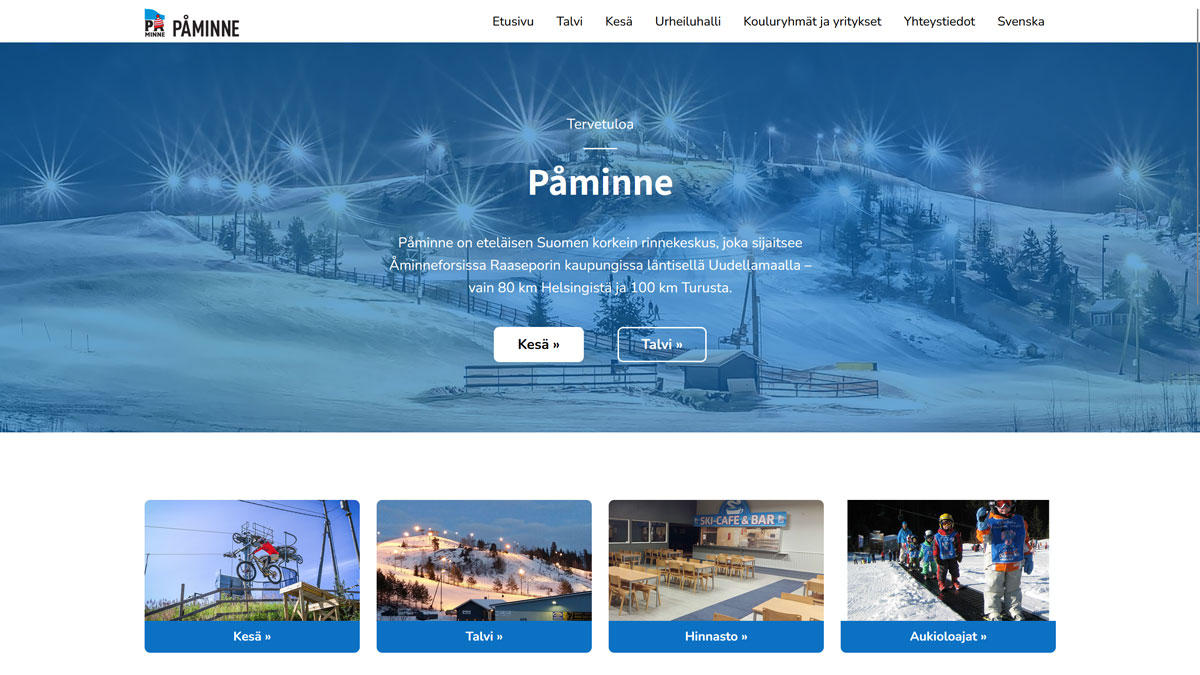 PÅ
MINNE
PÅMINNE
Etusivu
Talvi
Kesä
Urheiluhalli
Kouluryhmät ja yritykset
Yhteystiedot
Svenska
Tervetuloa
Påminne
Påminne on eteläisen Suomen korkein rinnekeskus, joka sijaitsee
Åminneforsissa Raaseporin kaupungissa läntisellä Uudellamaalla –
vain 80 km Helsingistä ja 100 km Turusta.
Kesä »
Talvi »
SKI-CAFE & BAR
Kesä »
Talvi »
Hinnasto »
Aukioloajat »